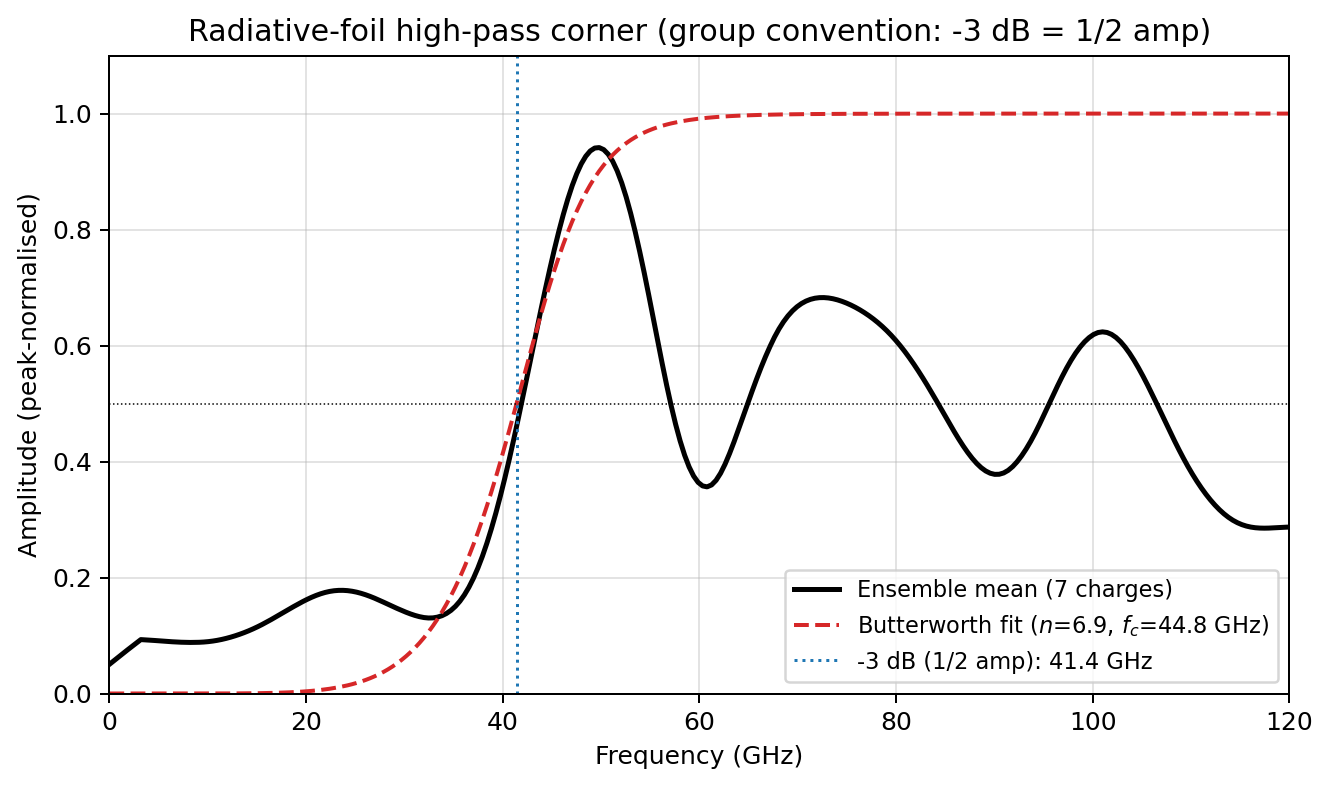 Radiative-foil high-pass corner (group convention: -3 dB = 1/2 amp)
Amplitude (peak-normalised)
1.0
0.8
0.6
0.4
0.2
0.0
Ensemble mean (7 charges)
Butterworth fit (n=6.9, f_c=44.8 GHz)
-3 dB (1/2 amp): 41.4 GHz
0 20 40 60 80 100 120
Frequency (GHz)